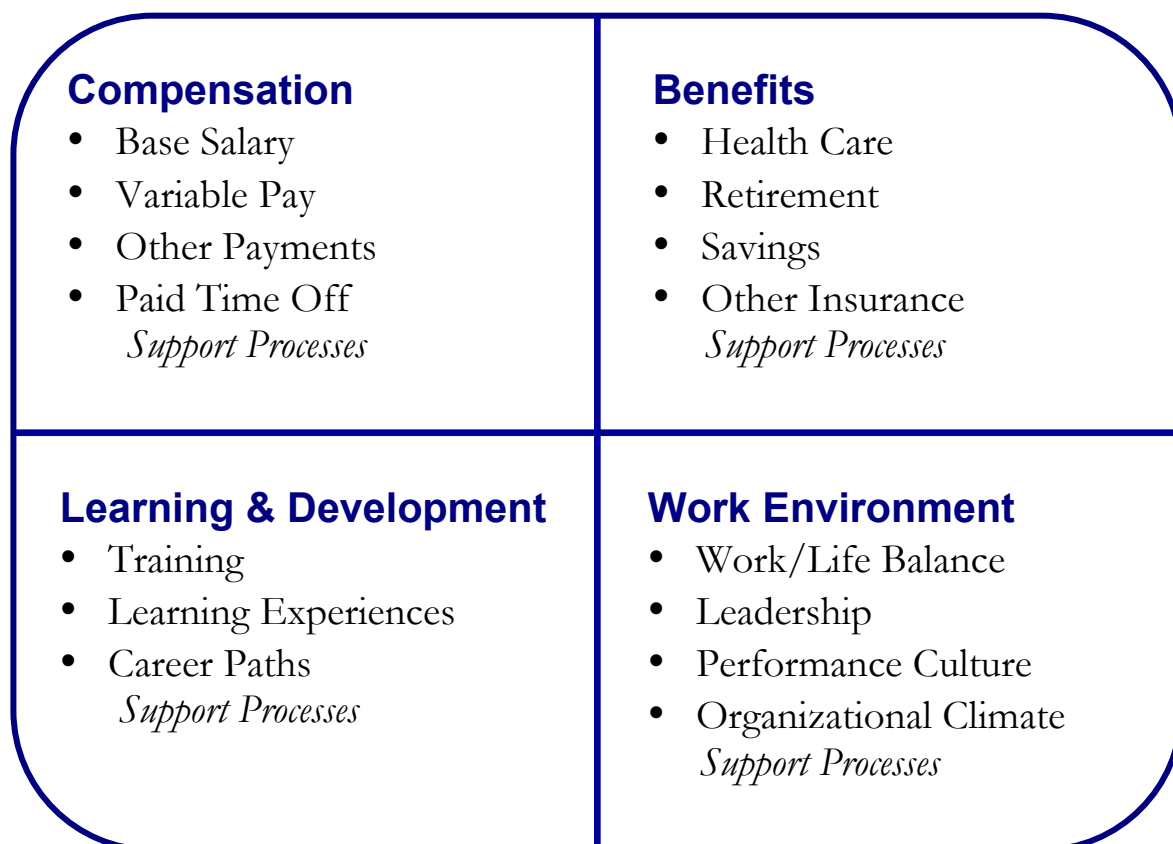 Compensation
• Base Salary
• Variable Pay
• Other Payments
• Paid Time Off
Support Processes
Benefits
• Health Care
• Retirement
• Savings
• Other Insurance
Support Processes
Learning & Development
• Training
• Learning Experiences
• Career Paths
Support Processes
Work Environment
• Work/Life Balance
• Leadership
• Performance Culture
• Organizational Climate
Support Processes